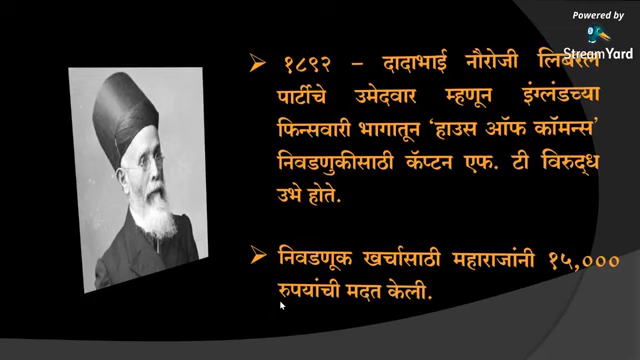 Powered by
StreamYard
➢ १८९२ – दादाभाई नौरोजी लिबरल
पार्टीचे उमेदवार म्हणून इंग्लंडच्या
फिन्सवारी भागातून ‘हाउस ऑफ कॉमन्स’
निवडणुकीसाठी कॅप्टन एफ. टी विरुद्ध
उभे होते.
➢ निवडणूक खर्चासाठी महाराजांनी १५,०००
रुपयांची मदत केली.